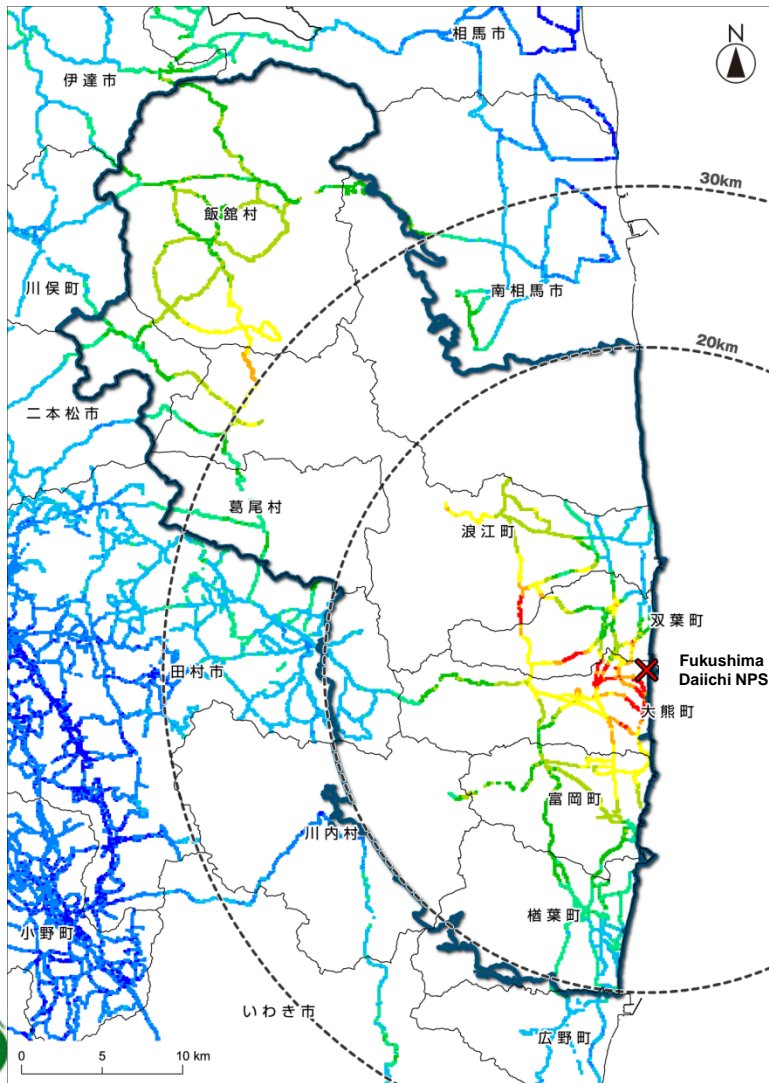 相馬市
N
伊達市
30km
飯舘村
川俣町
南相馬市
20km
二本松市
葛尾村
浪江町
双葉町
田村市
Fukushima
Daiichi NPS
大熊町
富岡町
川内村
楢葉町
小野町
いわき市
広野町
0 5 10 km